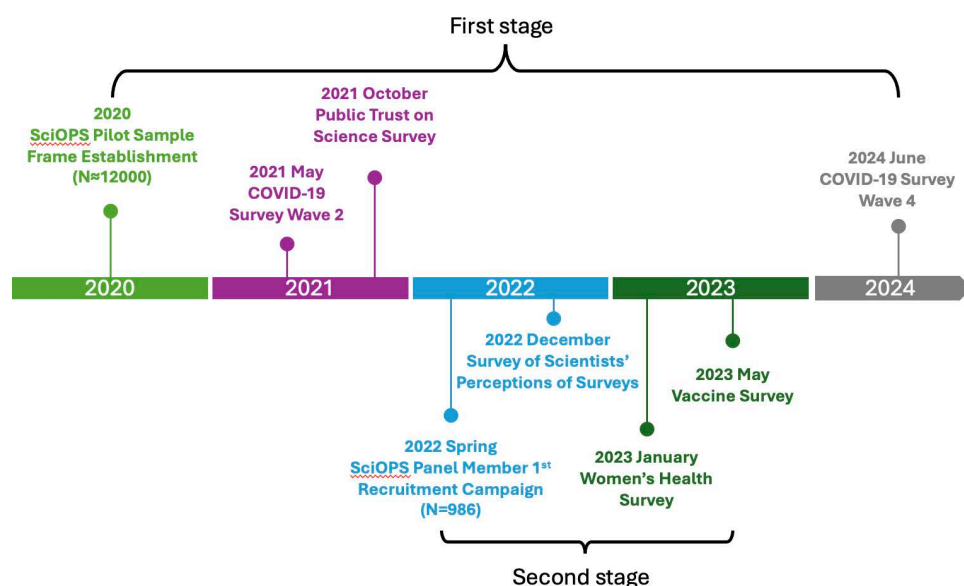 First stage
2020
SciOPS Pilot Sample
Frame Establishment
(N≈12000)
2021 May
COVID-19
Survey Wave 2
2021 October
Public Trust on
Science Survey
2024 June
COVID-19 Survey
Wave 4
2020
2021
2022
2023
2024
2022 Spring
SciOPS Panel Member 1st
Recruitment Campaign
(N=986)
2022 December
Survey of Scientists’
Perceptions of Surveys
2023 January
Women’s Health
Survey
2023 May
Vaccine Survey
Second stage